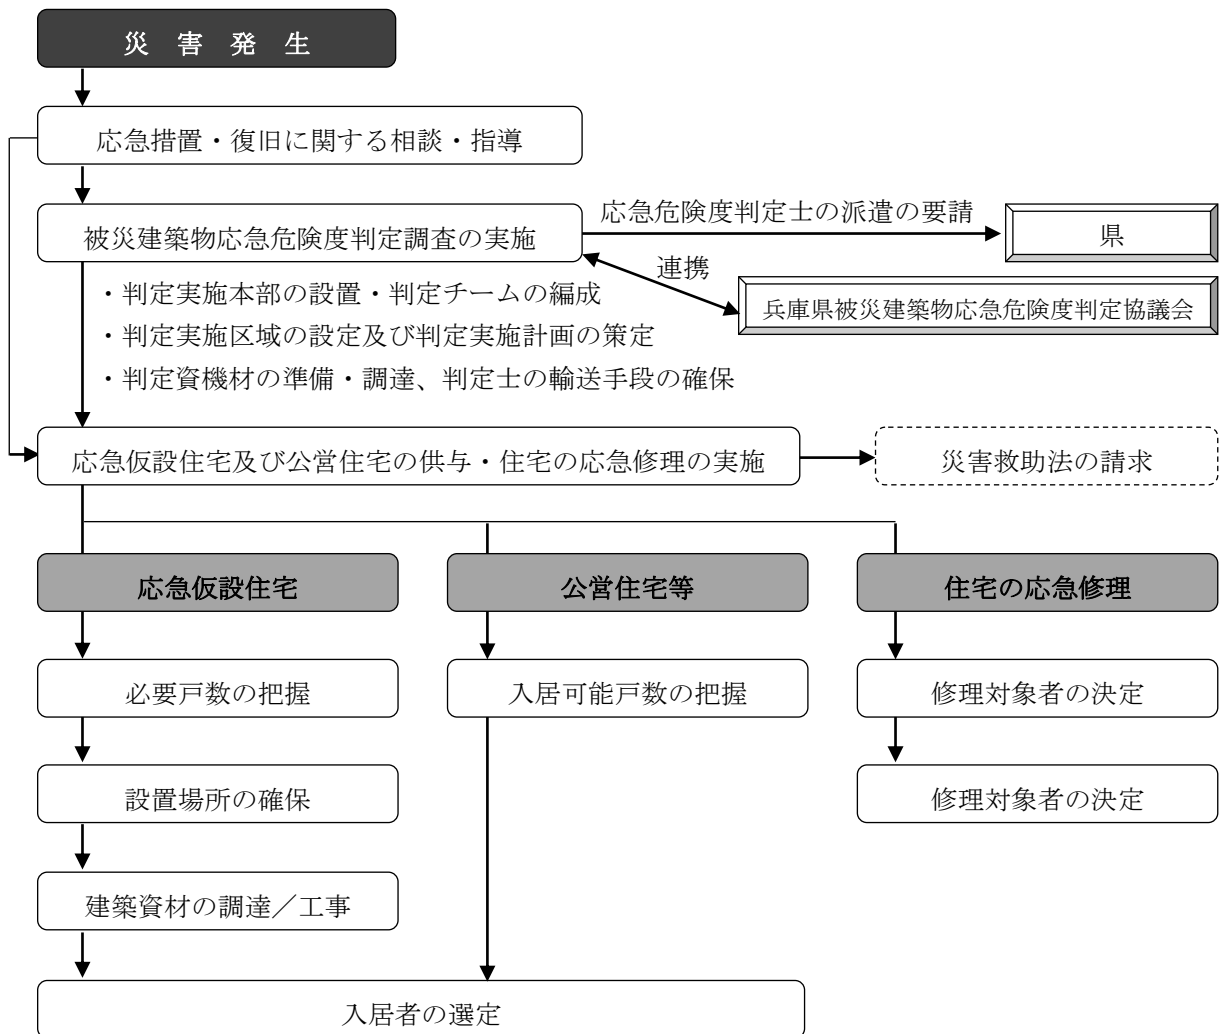 災害発生
応急措置・復旧に関する相談・指導
応急危険度判定士の派遣の要請
被災建築物応急危険度判定調査の実施
県
連携
・判定実施本部の設置・判定チームの編成
兵庫県被災建築物応急危険度判定協議会
・判定実施区域の設定及び判定実施計画の策定
・判定資機材の準備・調達、判定士の輸送手段の確保
応急仮設住宅及び公営住宅の供与・住宅の応急修理の実施
災害救助法の請求
応急仮設住宅
公営住宅等
住宅の応急修理
必要戸数の把握
入居可能戸数の把握
修理対象者の決定
設置場所の確保
修理対象者の決定
建築資材の調達／工事
入居者の選定